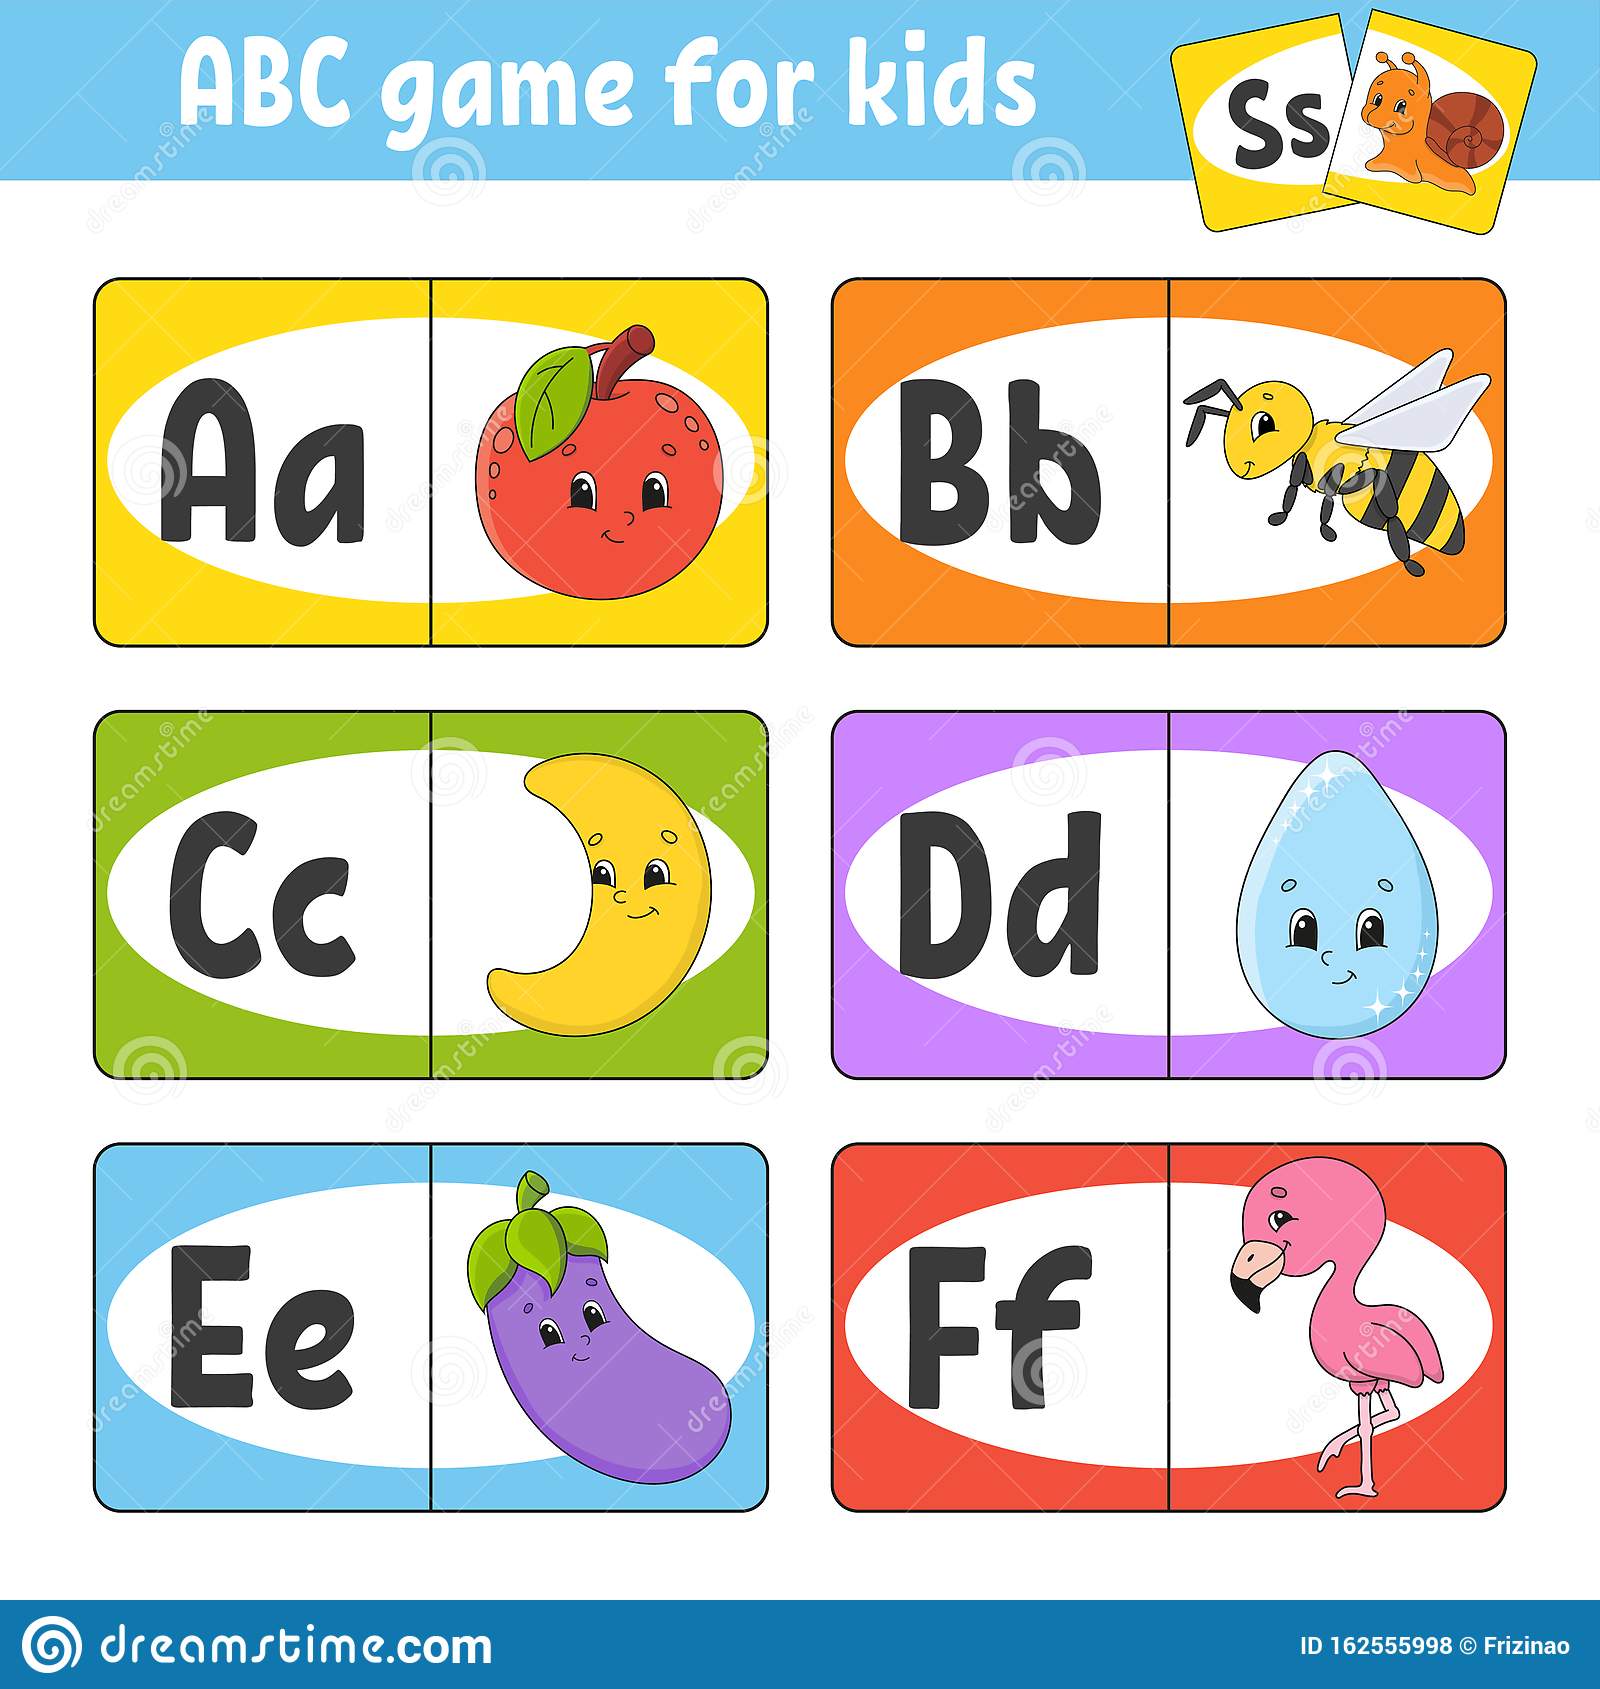 ABC game for kids
Ss
Aa
Bb
Cc
Dd
Ee
Ff
dreamstime.com
ID 162555998 © Frizinao